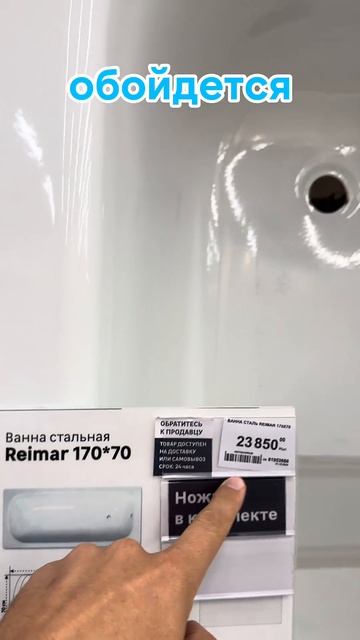 обойдется
Ванна стальная
Reimar 170*70
ОБРАТИТЕСЬ
К ПРОДАВЦУ
ТОВАР ДОСТУПЕН
НА ДОСТАВКУ
ИЛИ САМОВЫВОЗ
СРОК: 24 часа
ВАННА СТАЛЬ REIMAR 170Х70
23 850
в к